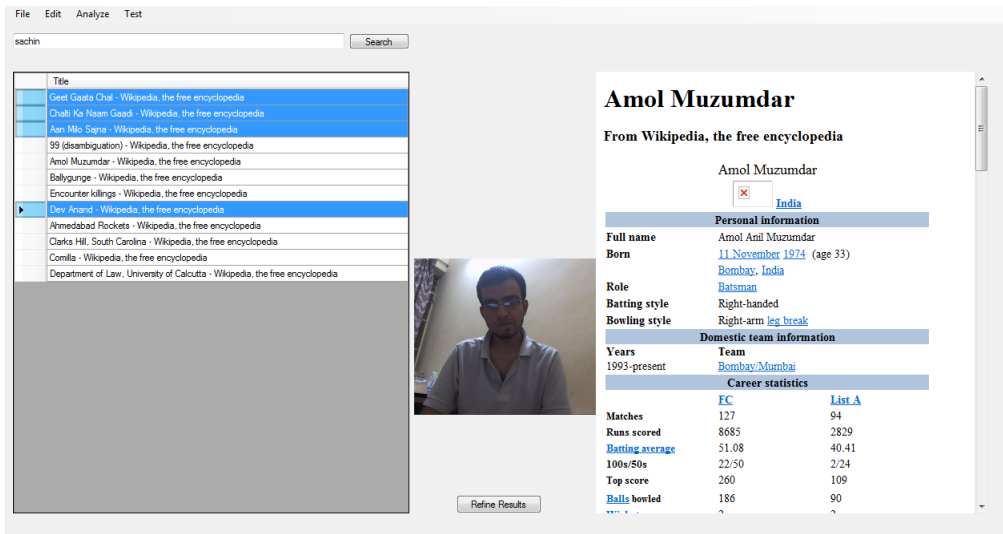 File Edit Analyze Test
sachin
Search
Title
Geet Gaata Chal - Wikipedia, the free encyclopedia
Chalti Ka Naam Gaadi - Wikipedia, the free encyclopedia
Aan Milo Sajna - Wikipedia, the free encyclopedia
99 (disambiguation) - Wikipedia, the free encyclopedia
Amol Muzumdar - Wikipedia, the free encyclopedia
Ballygunge - Wikipedia, the free encyclopedia
Encounter killings - Wikipedia, the free encyclopedia
Dev Anand - Wikipedia, the free encyclopedia
Ahmedabad Rockets - Wikipedia, the free encyclopedia
Clarks Hill, South Carolina - Wikipedia, the free encyclopedia
Comilla - Wikipedia, the free encyclopedia
Department of Law, University of Calcutta - Wikipedia, the free encyclopedia
Refine Results
Amol Muzumdar
From Wikipedia, the free encyclopedia
Amol Muzumdar
India
Personal information
Full name Amol Anil Muzumdar
Born 11 November 1974 (age 33)
Bombay, India
Role Batsman
Batting style Right-handed
Bowling style Right-arm leg break
Domestic team information
Years Team
1993-present Bombay/Mumbai
Career statistics
FC List A
Matches 127 94
Runs scored 8685 2829
Batting average 51.08 40.41
100s/50s 22/50 2/24
Top score 260 109
Balls bowled 186 90